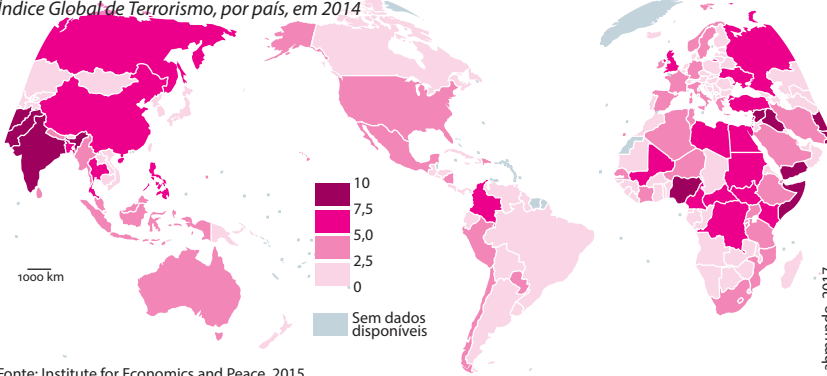 Índice Global de Terrorismo, por país, em 2014
10
7,5
5,0
2,5
0
Sem dados
disponíveis
1000 km
Fonte: Institute for Economics and Peace, 2015
2017